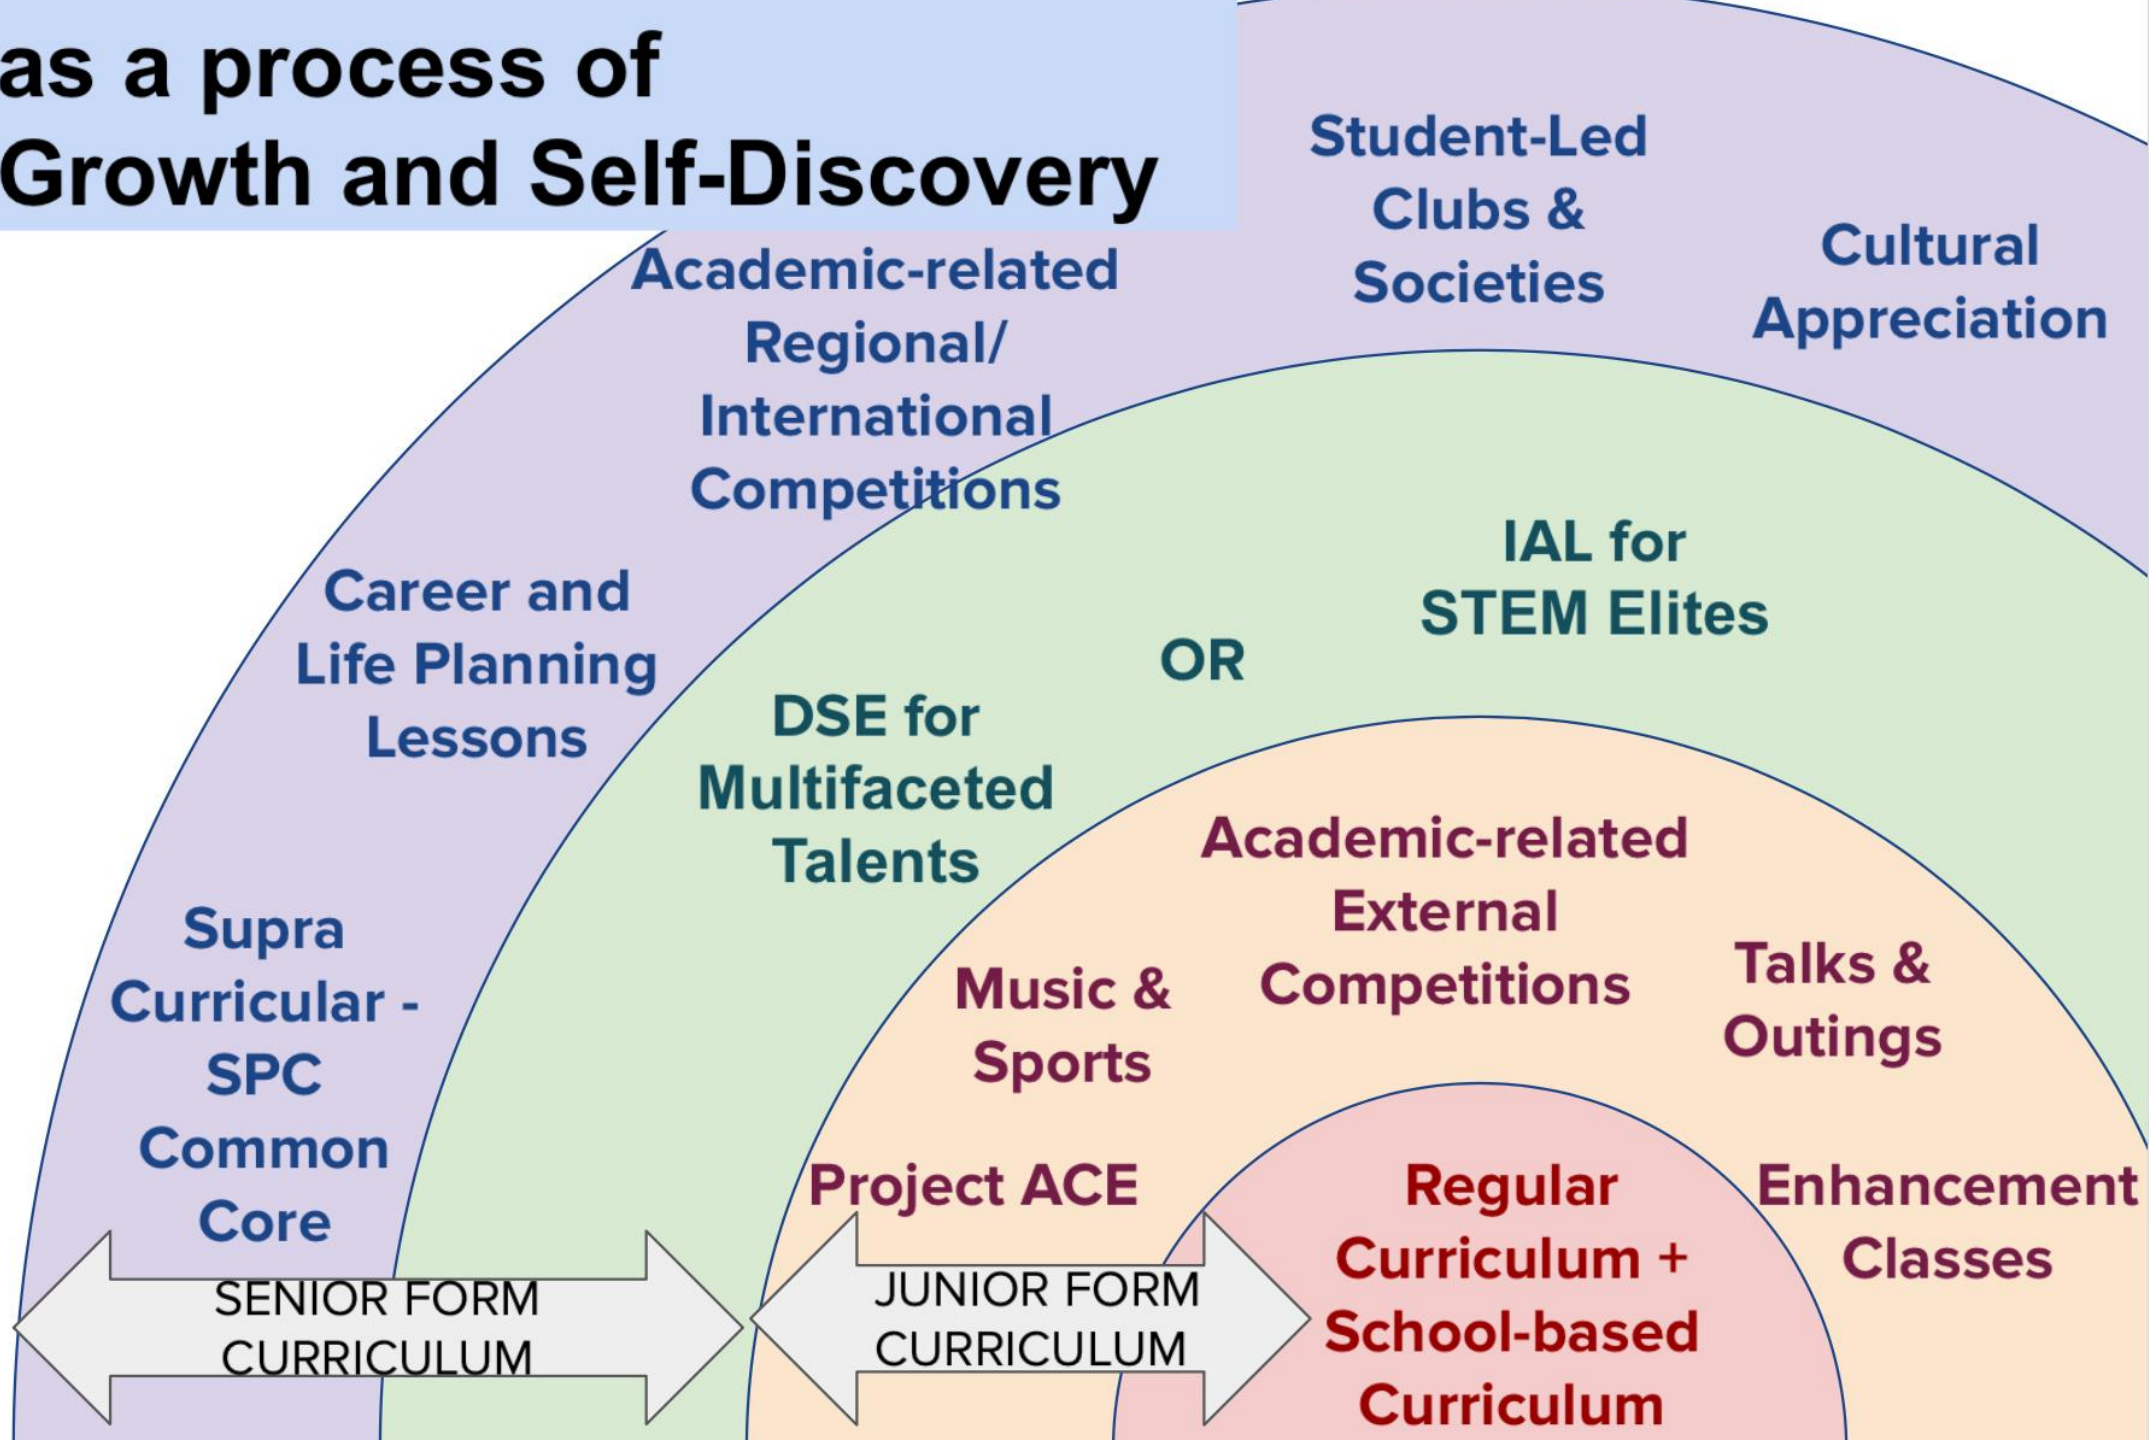 as a process of
Growth and Self-Discovery
Student-Led
Clubs &
Societies
Cultural
Appreciation
Academic-related
Regional/
International
Competitions
Career and
Life Planning
Lessons
Supra
Curricular -
SPC
Common
Core
IAL for
STEM Elites
OR
DSE for
Multifaceted
Talents
Academic-related
External
Competitions
Music &
Sports
Talks &
Outings
Project ACE
Enhancement
Classes
Regular
Curriculum +
School-based
Curriculum
SENIOR FORM
CURRICULUM
JUNIOR FORM
CURRICULUM